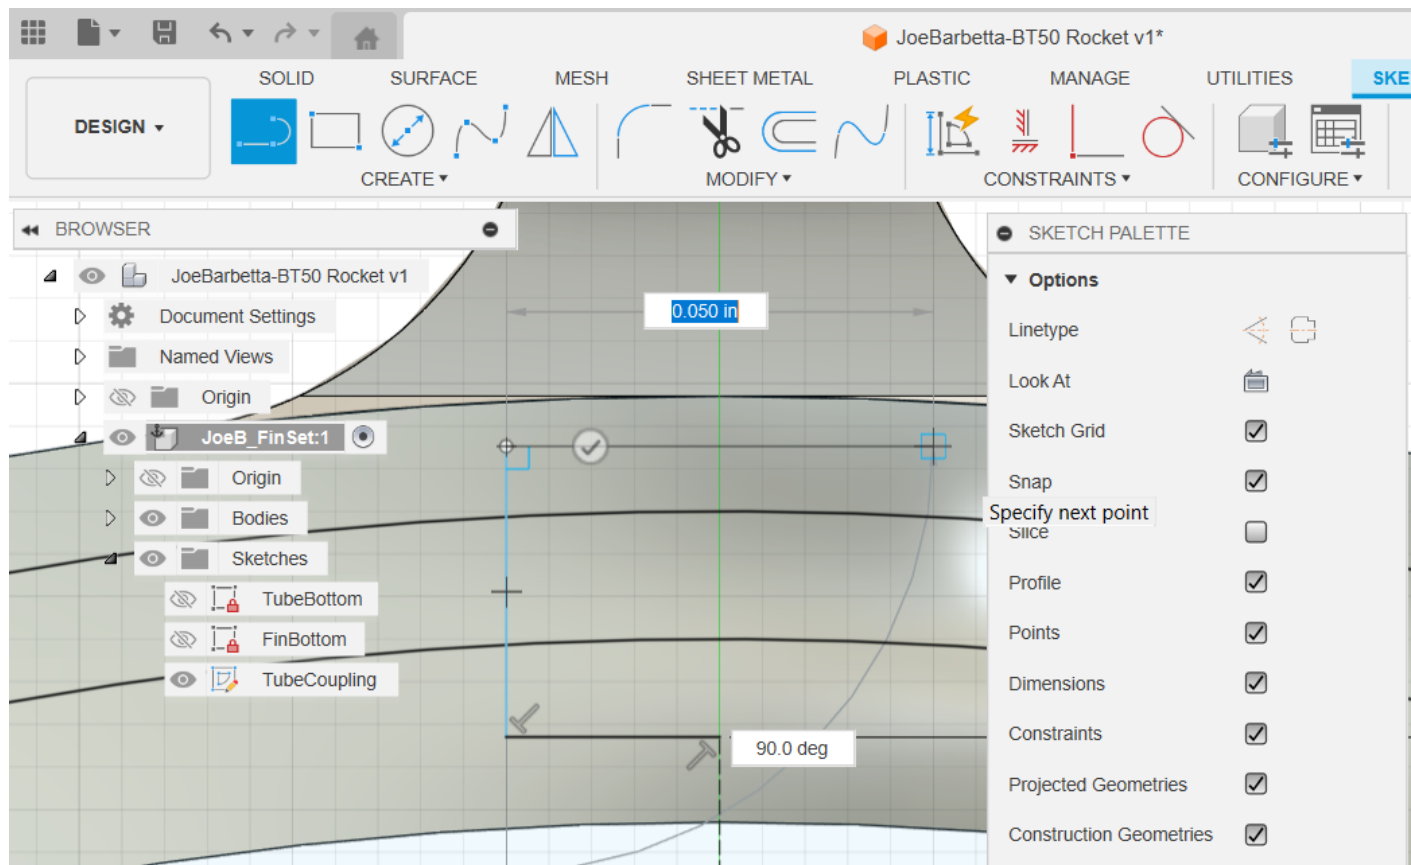 JoeBarbetta-BT50 Rocket v1*
SOLID SURFACE MESH SHEET METAL PLASTIC MANAGE UTILITIES SKE
DESIGN
CREATE MODIFY CONSTRAINTS CONFIGURE
BROWSER
JoeBarbetta-BT50 Rocket v1
Document Settings
Named Views
Origin
JoeB_FinSet:1
Origin
Bodies
Sketches
TubeBottom
FinBottom
TubeCoupling
0.050 in
90.0 deg
SKETCH PALETTE
Options
Linetype
Look At
Sketch Grid
Snap
Specify next point
Slice
Profile
Points
Dimensions
Constraints
Projected Geometries
Construction Geometries